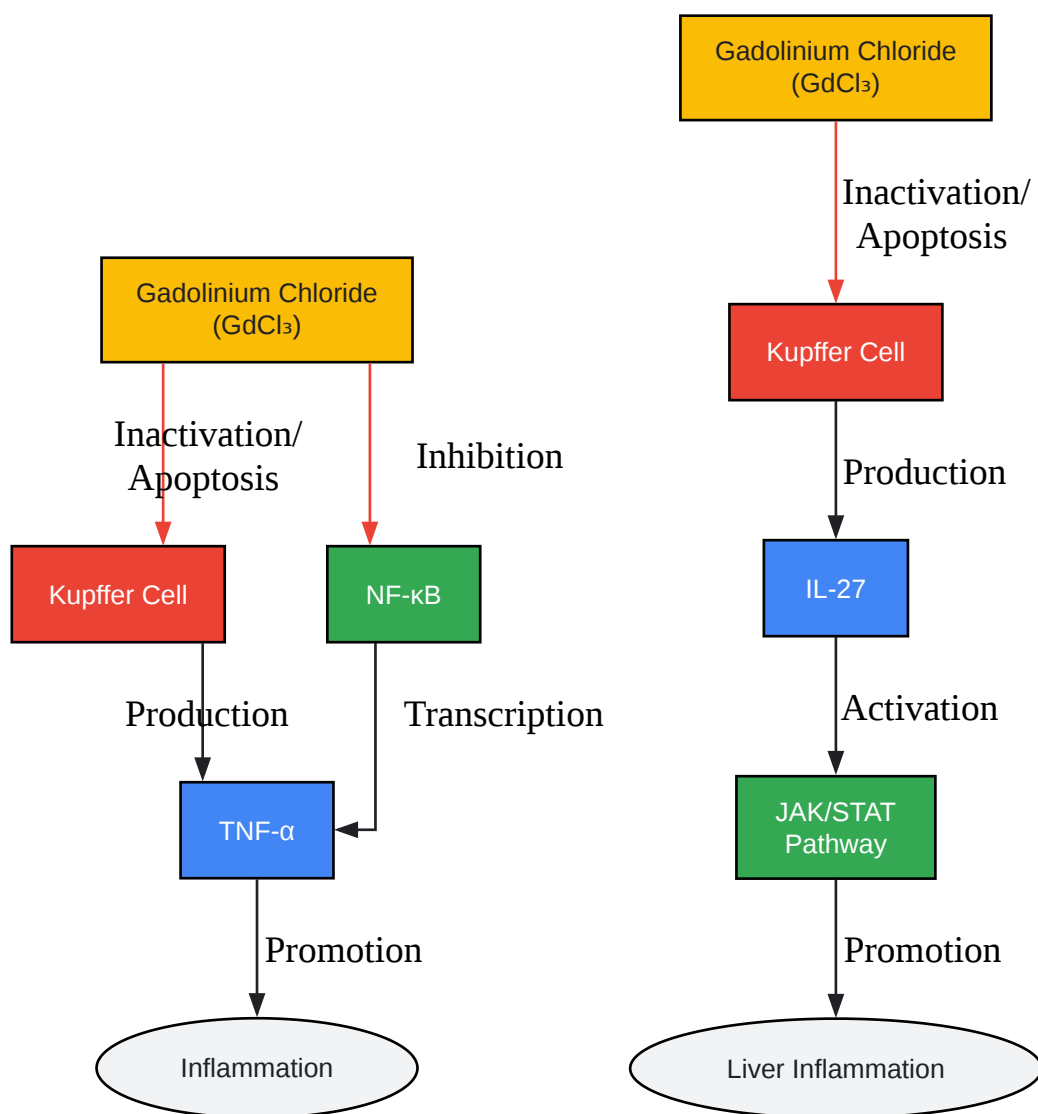 Gadolinium Chloride
(GdCl₃)
Inactivation/
Apoptosis
Inhibition
Kupffer Cell
NF-κB
Production
Transcription
TNF-α
Promotion
Inflammation
Gadolinium Chloride
(GdCl₃)
Inactivation/
Apoptosis
Kupffer Cell
Production
IL-27
Activation
JAK/STAT
Pathway
Promotion
Liver Inflammation